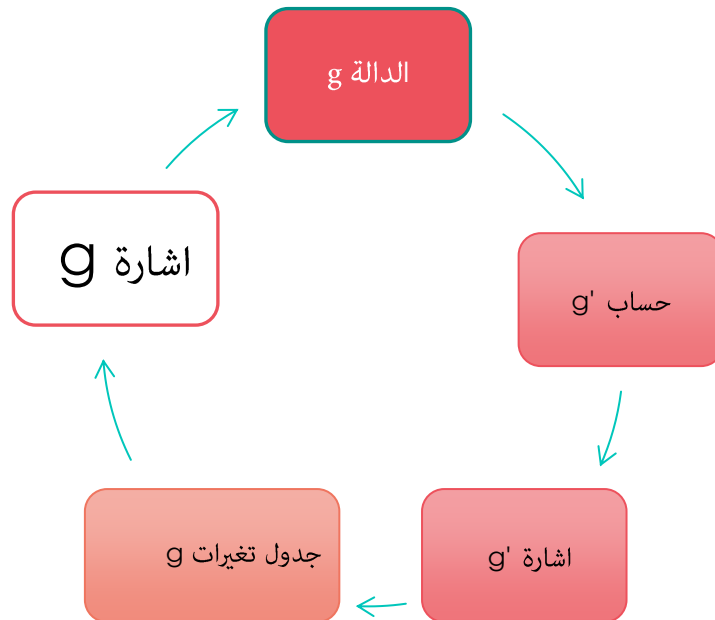 الدالة g
حساب g'
اشارة g'
جدول تغيرات g
اشارة g